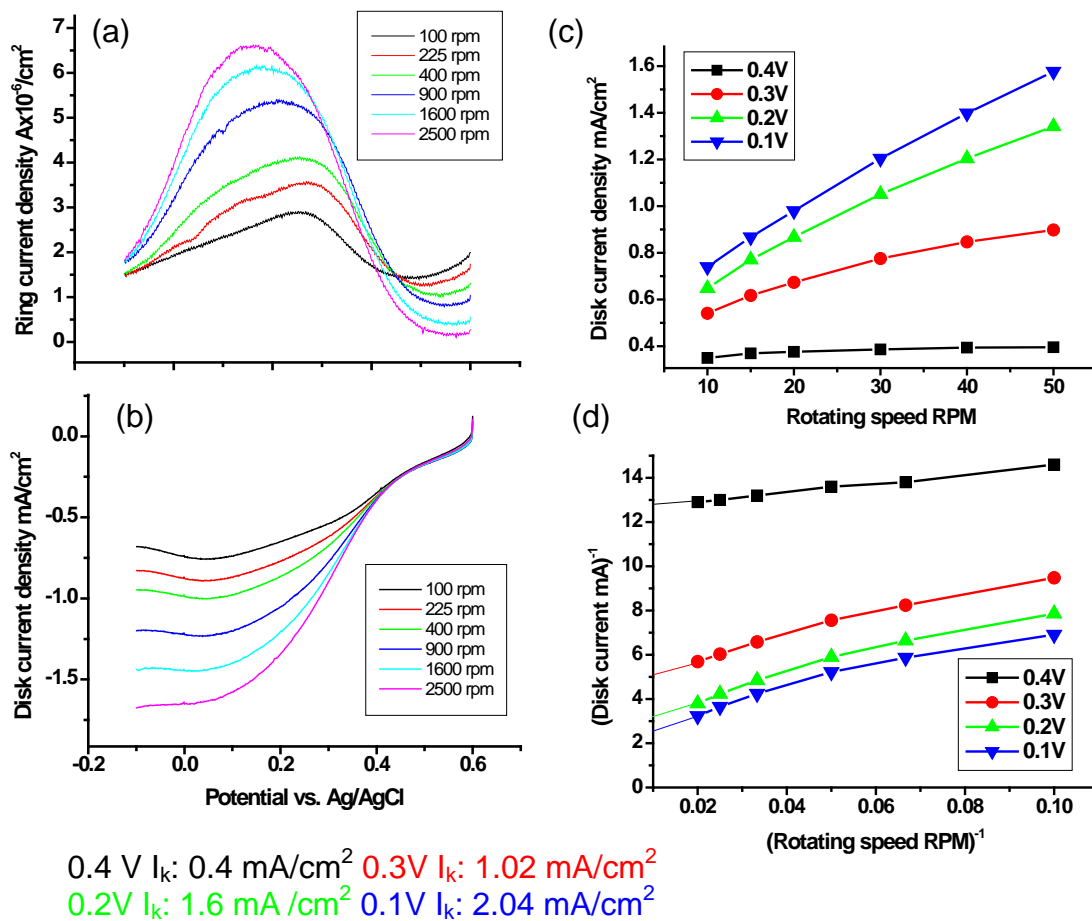 (a)
Ring current density Ax10⁻⁶/cm²
7
6
5
4
3
2
1
0
100 rpm
225 rpm
400 rpm
900 rpm
1600 rpm
2500 rpm
(b)
Disk current density mA/cm²
0.0
-0.5
-1.0
-1.5
-0.2 0.0 0.2 0.4 0.6
Potential vs. Ag/AgCl
100 rpm
225 rpm
400 rpm
900 rpm
1600 rpm
2500 rpm
(c)
Disk current density mA/cm²
1.6
1.4
1.2
1.0
0.8
0.6
0.4
0.4V
0.3V
0.2V
0.1V
10 20 30 40 50
Rotating speed RPM
(d)
(Disk current mA)⁻¹
14
12
10
8
6
4
2
0
0.4V
0.3V
0.2V
0.1V
0.02 0.04 0.06 0.08 0.10
(Rotating speed RPM)⁻¹
0.4 V Iₖ: 0.4 mA/cm² 0.3V Iₖ: 1.02 mA/cm²
0.2V Iₖ: 1.6 mA /cm² 0.1V Iₖ: 2.04 mA/cm²